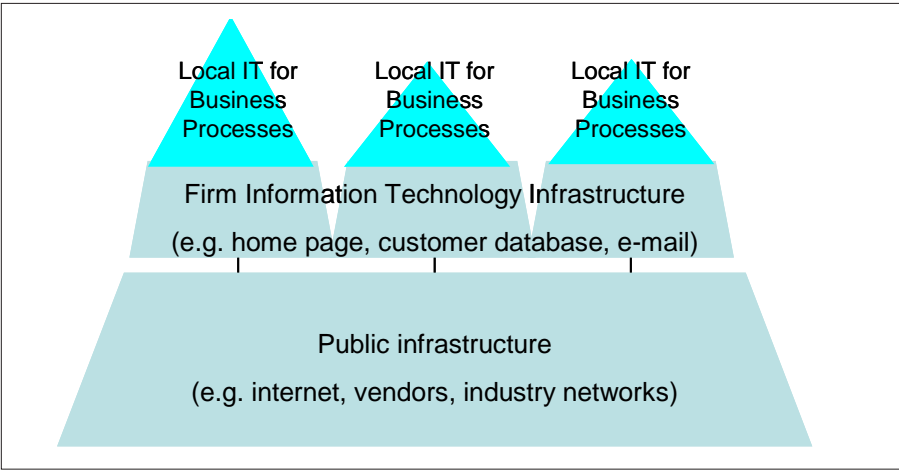 Local IT for
Business
Processes
Local IT for
Business
Processes
Local IT for
Business
Processes
Firm Information Technology Infrastructure
(e.g. home page, customer database, e-mail)
Public infrastructure
(e.g. internet, vendors, industry networks)